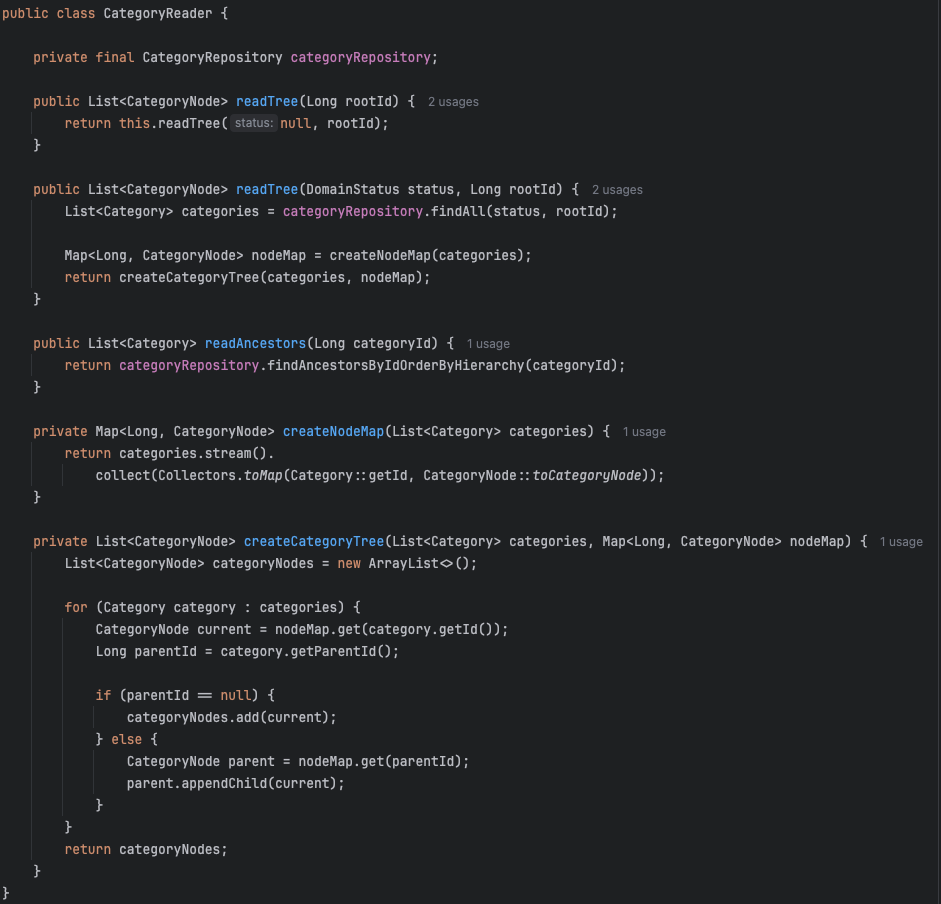 public class CategoryReader {
private final CategoryRepository categoryRepository;
public List<CategoryNode> readTree(Long rootId) { 2 usages
return this.readTree( status: null, rootId);
}
public List<CategoryNode> readTree(DomainStatus status, Long rootId) { 2 usages
List<Category> categories = categoryRepository.findAll(status, rootId);
Map<Long, CategoryNode> nodeMap = createNodeMap(categories);
return createCategoryTree(categories, nodeMap);
}
public List<Category> readAncestors(Long categoryId) { 1 usage
return categoryRepository.findAncestorsByIdOrderByHierarchy(categoryId);
}
private Map<Long, CategoryNode> createNodeMap(List<Category> categories) { 1 usage
return categories.stream().
collect(Collectors.toMap(Category::getId, CategoryNode::toCategoryNode));
}
private List<CategoryNode> createCategoryTree(List<Category> categories, Map<Long, CategoryNode> nodeMap) { 1 usage
List<CategoryNode> categoryNodes = new ArrayList<>();
for (Category category : categories) {
CategoryNode current = nodeMap.get(category.getId());
Long parentId = category.getParentId();
if (parentId == null) {
categoryNodes.add(current);
} else {
CategoryNode parent = nodeMap.get(parentId);
parent.appendChild(current);
}
}
return categoryNodes;
}
}